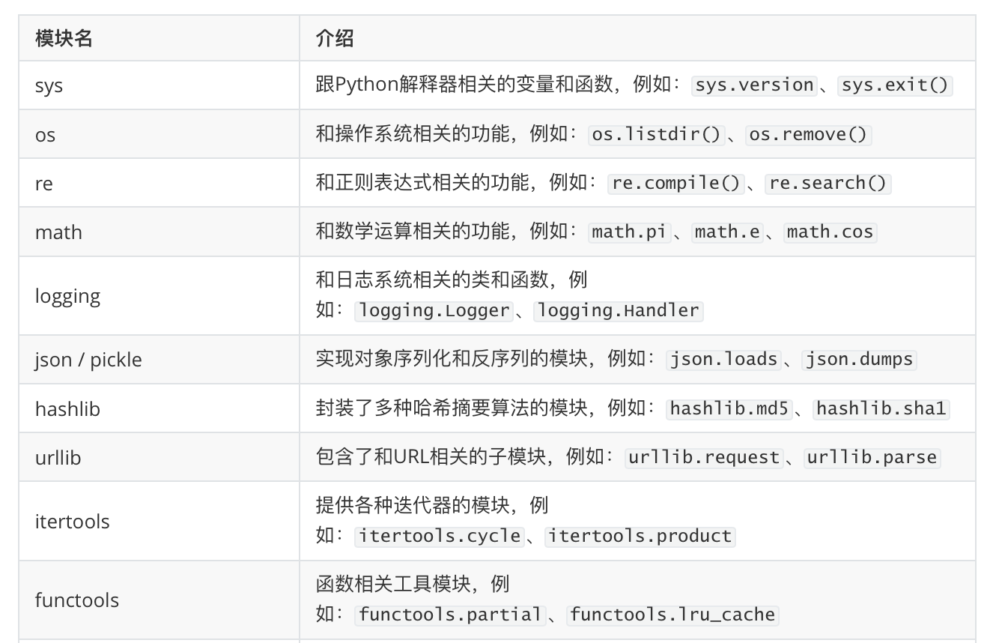 模块名 介绍
sys 跟Python解释器相关的变量和函数，例如：sys.version、sys.exit()
os 和操作系统相关的功能，例如：os.listdir()、os.remove()
re 和正则表达式相关的功能，例如：re.compile()、re.search()
math 和数学运算相关的功能，例如：math.pi、math.e、math.cos
logging 和日志系统相关的类和函数，例
如：logging.Logger、logging.Handler
json / pickle 实现对象序列化和反序列的模块，例如：json.loads、json.dumps
hashlib 封装了多种哈希摘要算法的模块，例如：hashlib.md5、hashlib.sha1
urllib 包含了和URL相关的子模块，例如：urllib.request、urllib.parse
itertools 提供各种迭代器的模块，例
如：itertools.cycle、itertools.product
functools 函数相关工具模块，例
如：functools.partial、functools.lru_cache